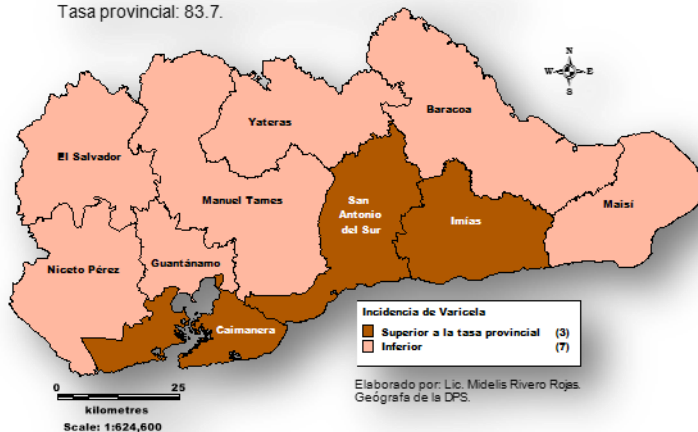 Tasa provincial: 83.7.
N
W E
S
Baracoa
Yateras
El Salvador
Manuel Tames
San
Antonio
del Sur
Imías
Maisí
Niceto Pérez
Guantánamo
Caimanera
Incidencia de Varicela
Superior a la tasa provincial (3)
Inferior (7)
Elaborado por: Lic. Midelis Rivero Rojas.
Geógrafa de la DPS.
0 25
kilometres
Scale: 1:624,600